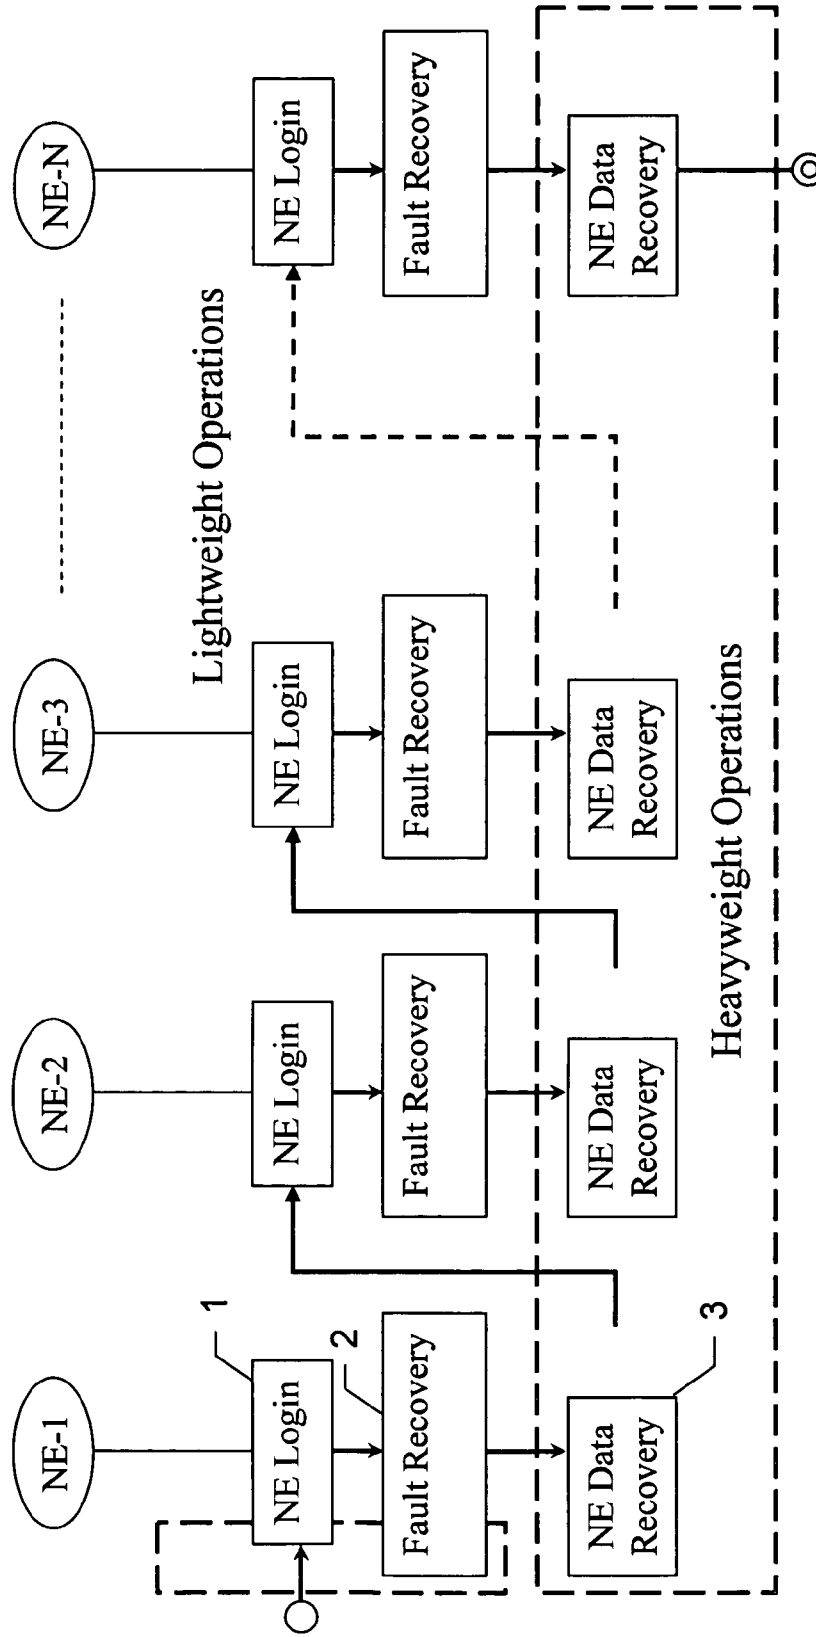 NE-1
NE-2
NE-3
NE-N
Lightweight Operations
1
NE Login
NE Login
NE Login
NE Login
2
Fault Recovery
Fault Recovery
Fault Recovery
Fault Recovery
NE Data
Recovery
NE Data
Recovery
NE Data
Recovery
NE Data
Recovery
3
Heavyweight Operations